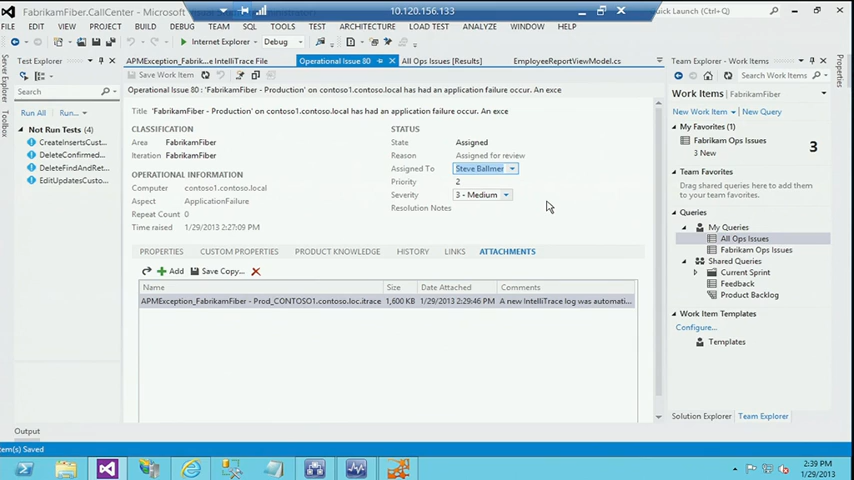 FabrikamFiber.CallCenter - Microsoft
10.120.156.133
Quick Launch (Ctrl+Q)
FILE EDIT VIEW PROJECT BUILD DEBUG TEAM SQL TOOLS TEST ARCHITECTURE LOAD TEST ANALYZE WINDOW HELP
Internet Explorer Debug
Server Explorer
Toolbox
Test Explorer
Search
Run All Run...
Not Run Tests (4)
CreateInsertsCust...
DeleteConfirmed...
DeleteFindAndRet...
EditUpdatesCusto...
APMException_Fabrik...e IntelliTrace File
Operational Issue 80
All Ops Issues [Results]
EmployeeReportViewModel.cs
Save Work Item
Operational Issue 80 : 'FabrikamFiber - Production' on contoso1.contoso.local has had an application failure occur. An exce
Title 'FabrikamFiber - Production' on contoso1.contoso.local has had an application failure occur. An exce
CLASSIFICATION
Area FabrikamFiber
Iteration FabrikamFiber
OPERATIONAL INFORMATION
Computer contoso1.contoso.local
Aspect ApplicationFailure
Repeat Count 0
Time raised 1/29/2013 2:27:09 PM
STATUS
State Assigned
Reason Assigned for review
Assigned To Steve Ballmer
Priority 2
Severity 3 - Medium
Resolution Notes
PROPERTIES CUSTOM PROPERTIES PRODUCT KNOWLEDGE HISTORY LINKS ATTACHMENTS
Add Save Copy...
Name Size Date Attached Comments
APMException_FabrikamFiber - Prod_CONTOSO1.contoso.loc.itrace 1,600 KB 1/29/2013 2:29:46 PM A new IntelliTrace log was automati...
Team Explorer - Work Items
Search Work Items (Ctrl+
Work Items | FabrikamFiber
New Work Item New Query
My Favorites (1)
Fabrikam Ops Issues 3
3 New
Team Favorites
Drag shared queries here to add them
to your team favorites.
Queries
My Queries
All Ops Issues
Fabrikam Ops Issues
Shared Queries
Current Sprint
Feedback
Product Backlog
Work Item Templates
Configure...
Templates
Solution Explorer Team Explorer
Properties
Output
tem(s) Saved
2:39 PM
1/29/2013